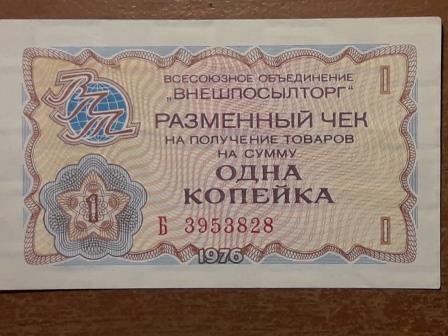 ВПТ
ВСЕСОЮЗНОЕ ОБЪЕДИНЕНИЕ
„ВНЕШПОСЫЛТОРГ"
РАЗМЕННЫЙ ЧЕК
НА ПОЛУЧЕНИЕ ТОВАРОВ
НА СУММУ
ОДНА
КОПЕЙКА
Б 3953828
1976
1
1
1